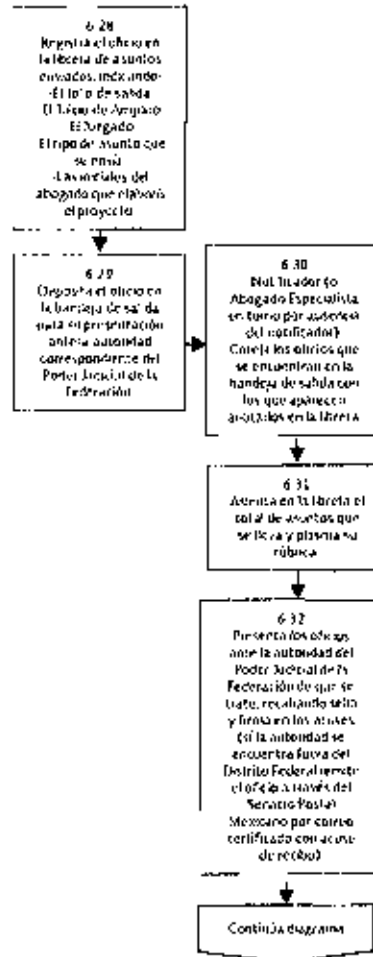 6.28
Registra el oficio en
la libreta de asuntos
enviados, indicando:
-El folio de salida
-El Juicio de Amparo
-El Juzgado
-El tipo de asunto que
se envía
-Las iniciales del
abogado que elaboró
el proyecto
6.29
Deposita el oficio en
la bandeja de salida
para su presentación
ante la autoridad
correspondiente del
Poder Judicial de la
Federación
6.30
Notificador (o
Abogado Especialista
en turno por ausencia
del notificador)
Coteja los oficios que
se encuentran en la
bandeja de salida con
los que aparecen
anotados en la libreta
6.31
en la libreta el
total de asuntos que
se lleva y plasma su
rúbrica
6.32
Presenta los oficios
ante la autoridad del
Poder Judicial de la
Federación de que se
trate, recabando sello
y firma en los acuses
(si la autoridad se
encuentra fuera del
Distrito Federal remite
el oficio a través del
Servicio Postal
Mexicano por correo
certificado con acuse
de recibo)
Continúa diagrama